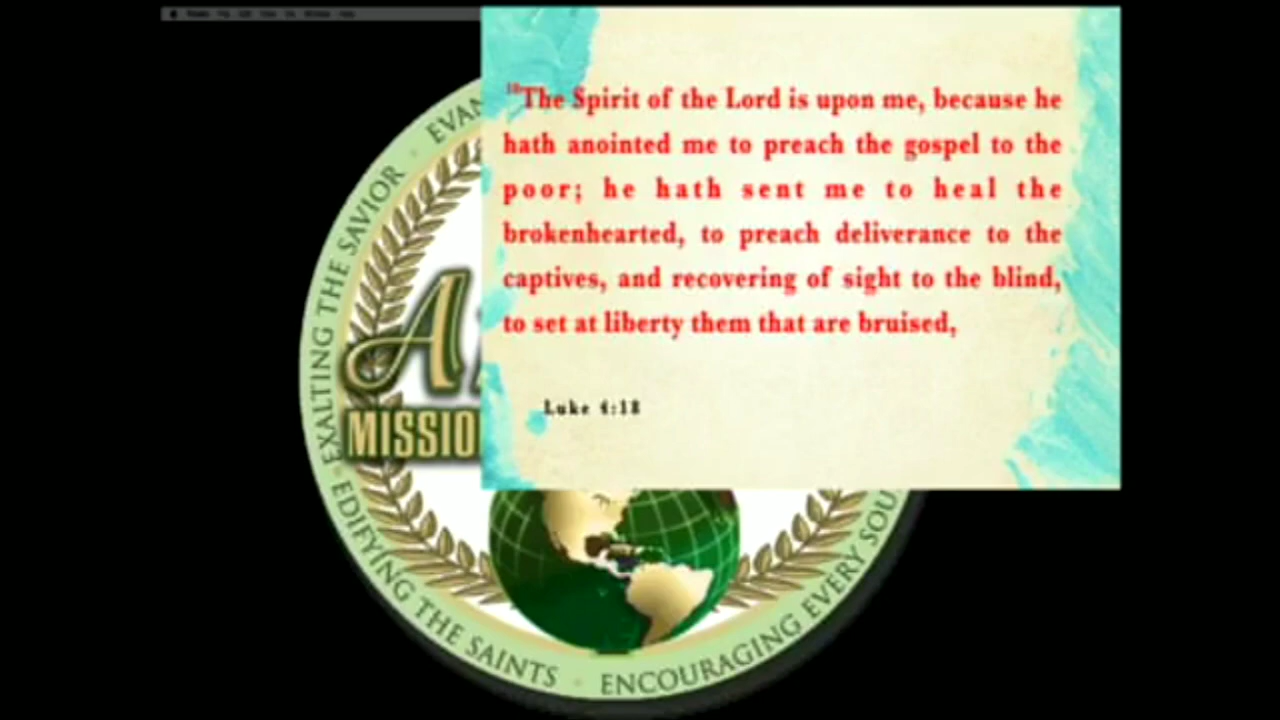 18The Spirit of the Lord is upon me, because he
hath anointed me to preach the gospel to the
poor; he hath sent me to heal the
brokenhearted, to preach deliverance to the
captives, and recovering of sight to the blind,
to set at liberty them that are bruised,
Luke 4:18
EXALTING THE SAVIOR
EVAN
A
MISSIO
EDIFYING THE SAINTS
ENCOURAGING EVERY SOU